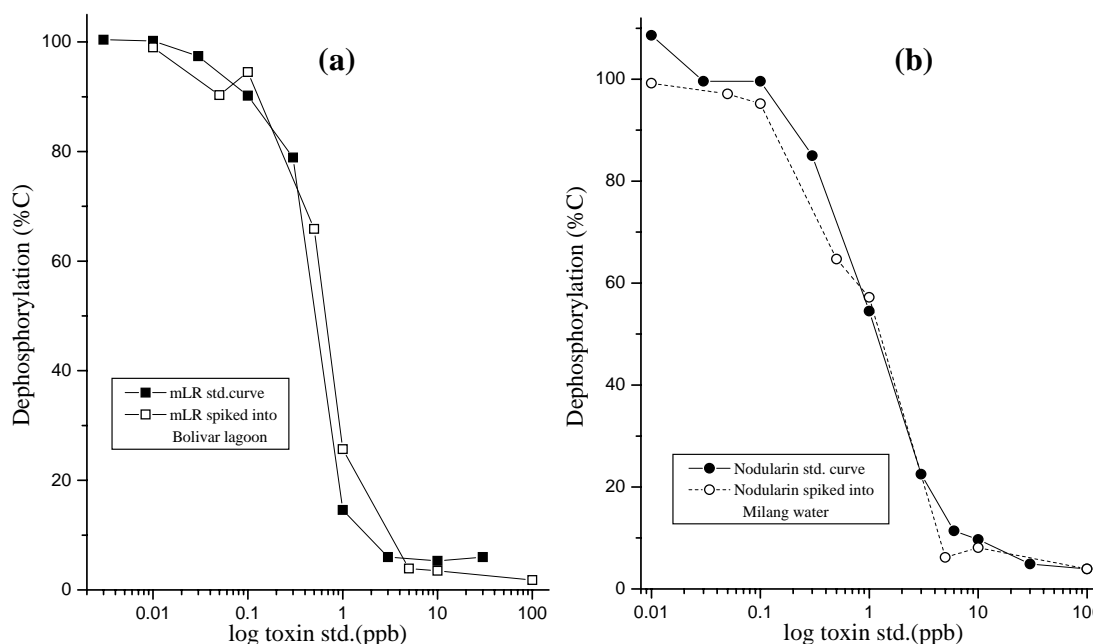 (a)
Dephosphorylation (%C)
100
80
60
40
20
0
mLR std.curve
mLR spiked into
Bolivar lagoon
0.01
0.1
1
10
100
log toxin std.(ppb)
(b)
Dephosphorylation (%C)
100
80
60
40
20
0
Nodularin std. curve
Nodularin spiked into
Milang water
0.01
0.1
1
10
100
log toxin std.(ppb)